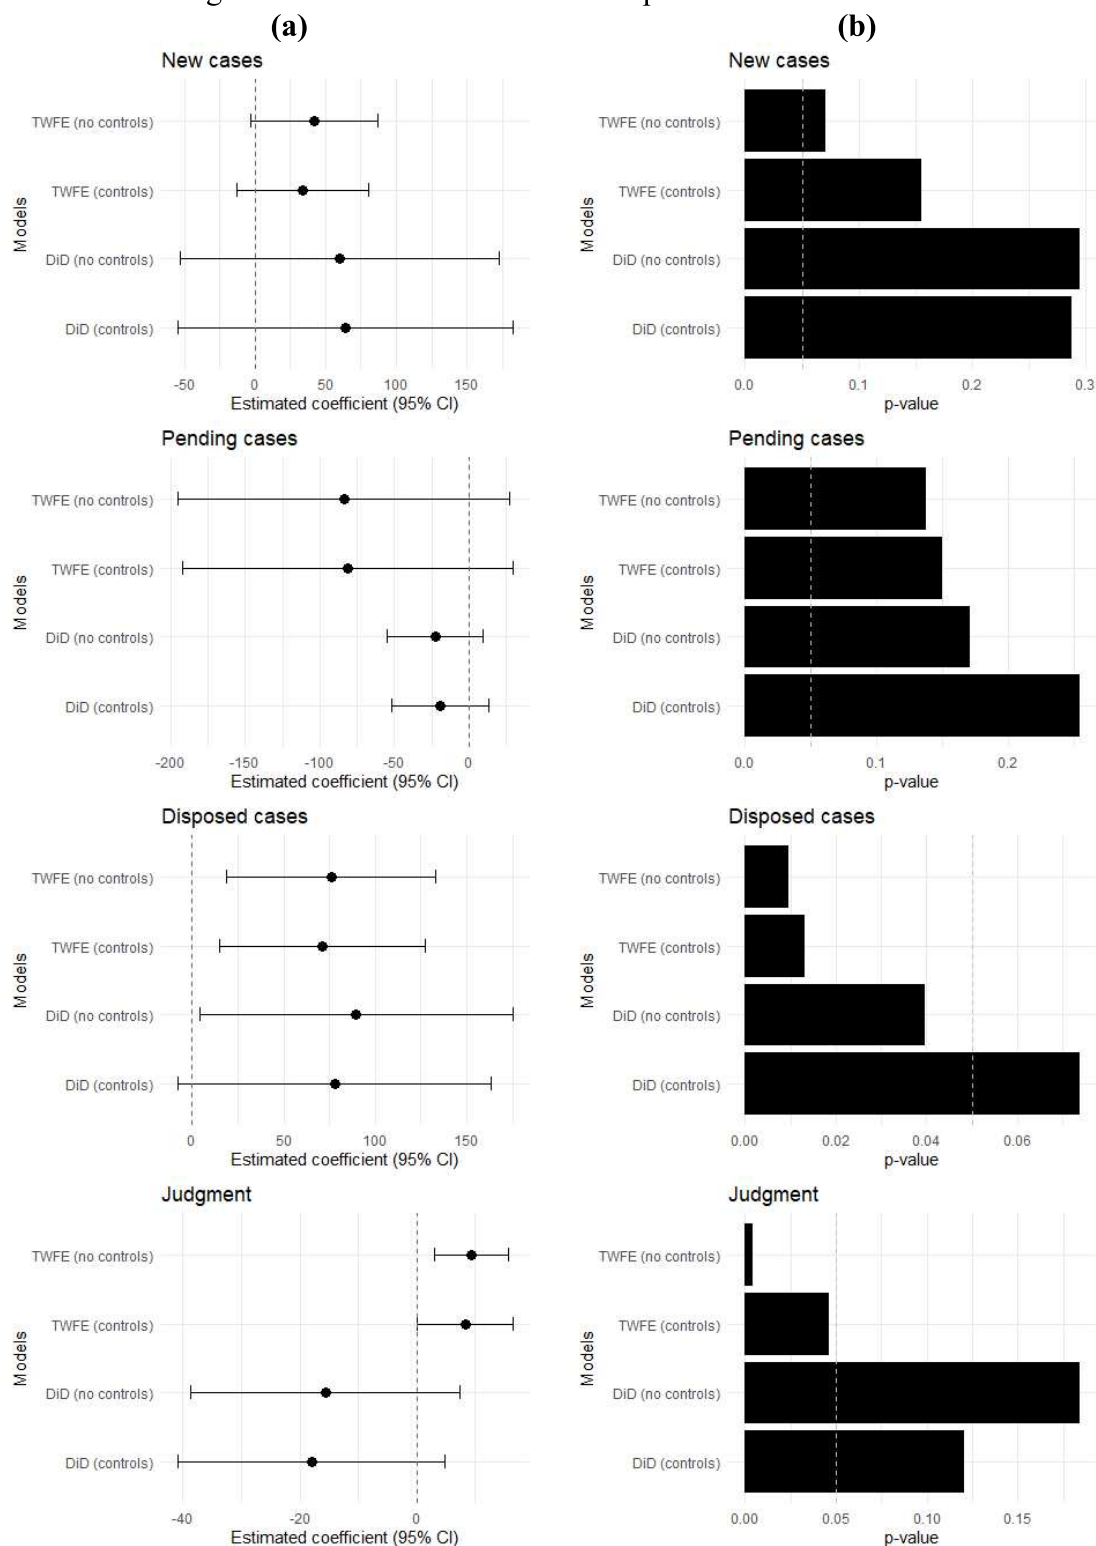 (a)
(b)
New cases
TWFE (no controls)
TWFE (controls)
DiD (no controls)
DiD (controls)
Models
-50 0 50 100 150
Estimated coefficient (95% CI)
New cases
TWFE (no controls)
TWFE (controls)
DiD (no controls)
DiD (controls)
Models
0.0 0.1 0.2 0.3
p-value
Pending cases
TWFE (no controls)
TWFE (controls)
DiD (no controls)
DiD (controls)
Models
-200 -150 -100 -50 0
Estimated coefficient (95% CI)
Pending cases
TWFE (no controls)
TWFE (controls)
DiD (no controls)
DiD (controls)
Models
0.0 0.1 0.2
p-value
Disposed cases
TWFE (no controls)
TWFE (controls)
DiD (no controls)
DiD (controls)
Models
0 50 100 150
Estimated coefficient (95% CI)
Disposed cases
TWFE (no controls)
TWFE (controls)
DiD (no controls)
DiD (controls)
Models
0.00 0.02 0.04 0.06
p-value
Judgment
TWFE (no controls)
TWFE (controls)
DiD (no controls)
DiD (controls)
Models
-40 -20 0
Estimated coefficient (95% CI)
Judgment
TWFE (no controls)
TWFE (controls)
DiD (no controls)
DiD (controls)
Models
0.00 0.05 0.10 0.15
p-value